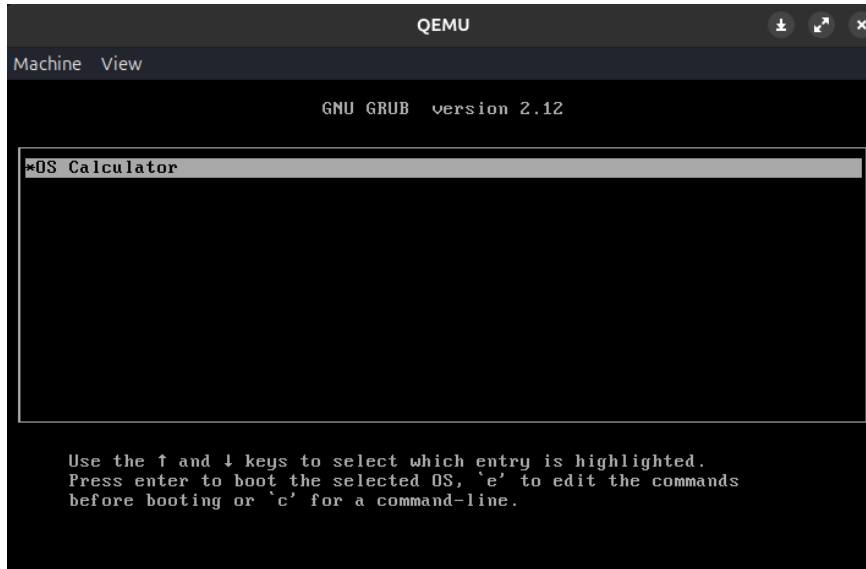 QEMU
Machine View
GNU GRUB version 2.12
*OS Calculator
Use the ↑ and ↓ keys to select which entry is highlighted.
Press enter to boot the selected OS, `e' to edit the commands
before booting or `c' for a command-line.